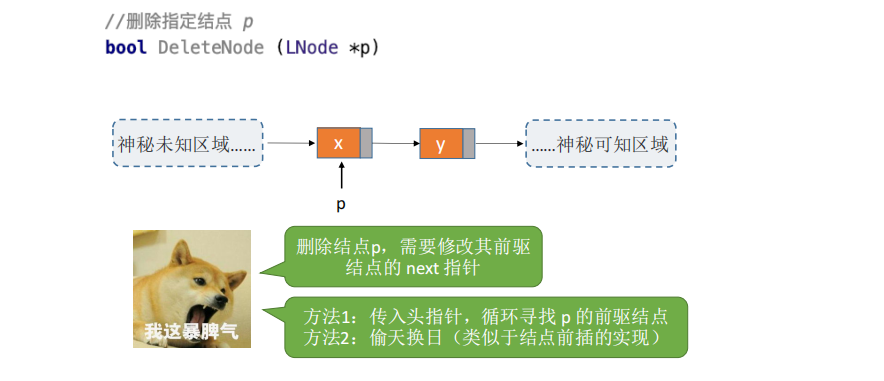 //删除指定结点 p
bool DeleteNode (LNode *p)
神秘未知区域……
x
y
……神秘可知区域
p
删除结点p，需要修改其前驱
结点的 next 指针
我这暴脾气
方法1：传入头指针，循环寻找 p 的前驱结点
方法2：偷天换日（类似于结点前插的实现）